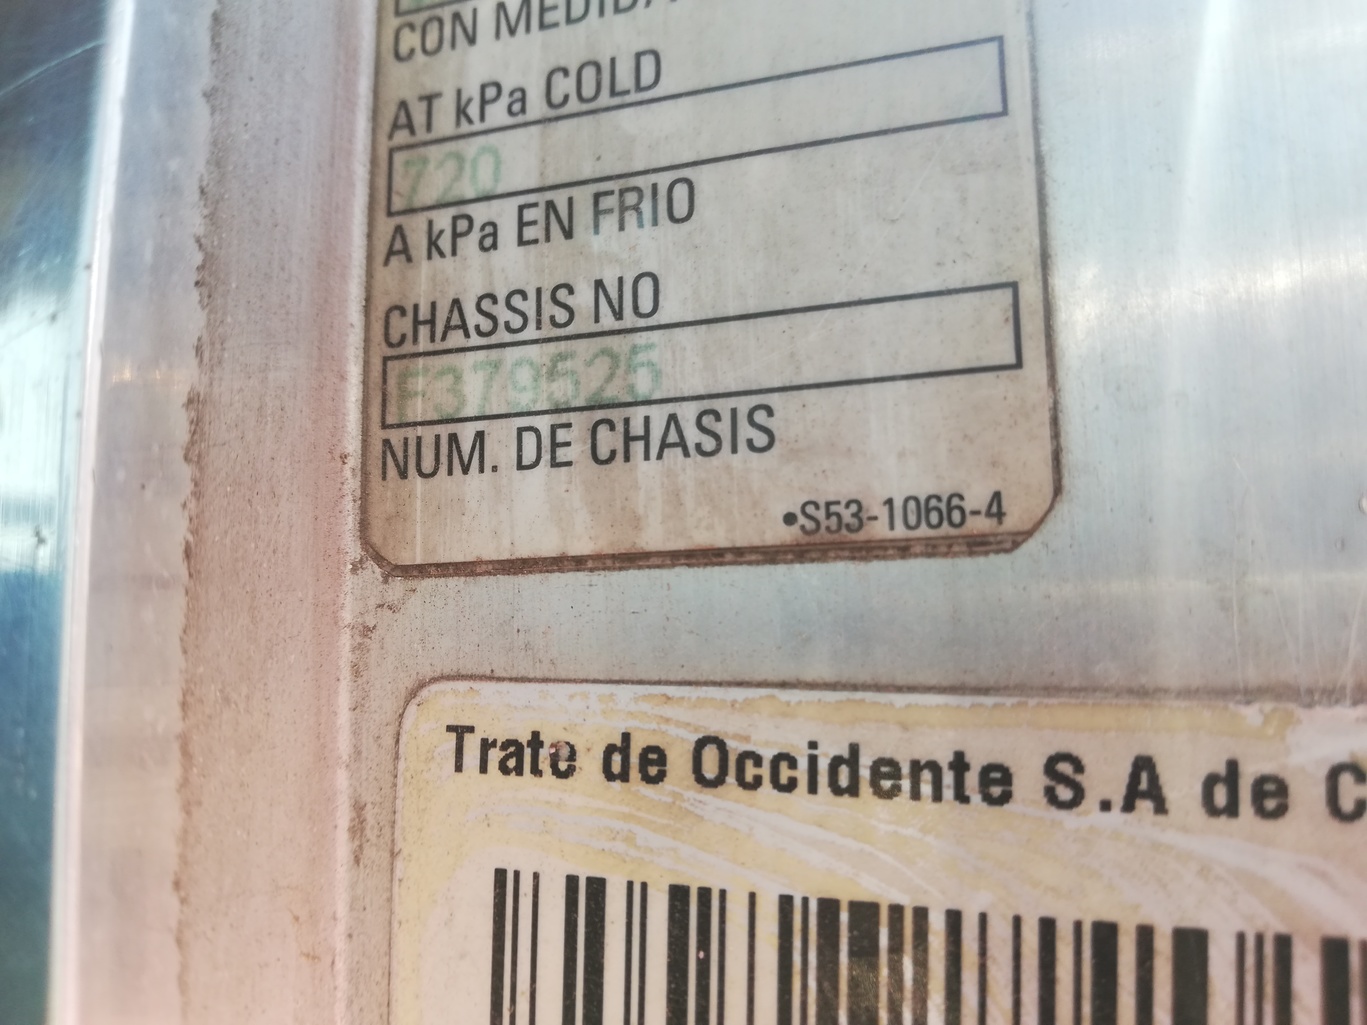 CON MEDIDA
AT kPa COLD
720
A kPa EN FRIO
CHASSIS NO
F379525
NUM. DE CHASIS
•S53-1066-4
Trate de Occidente S.A de C